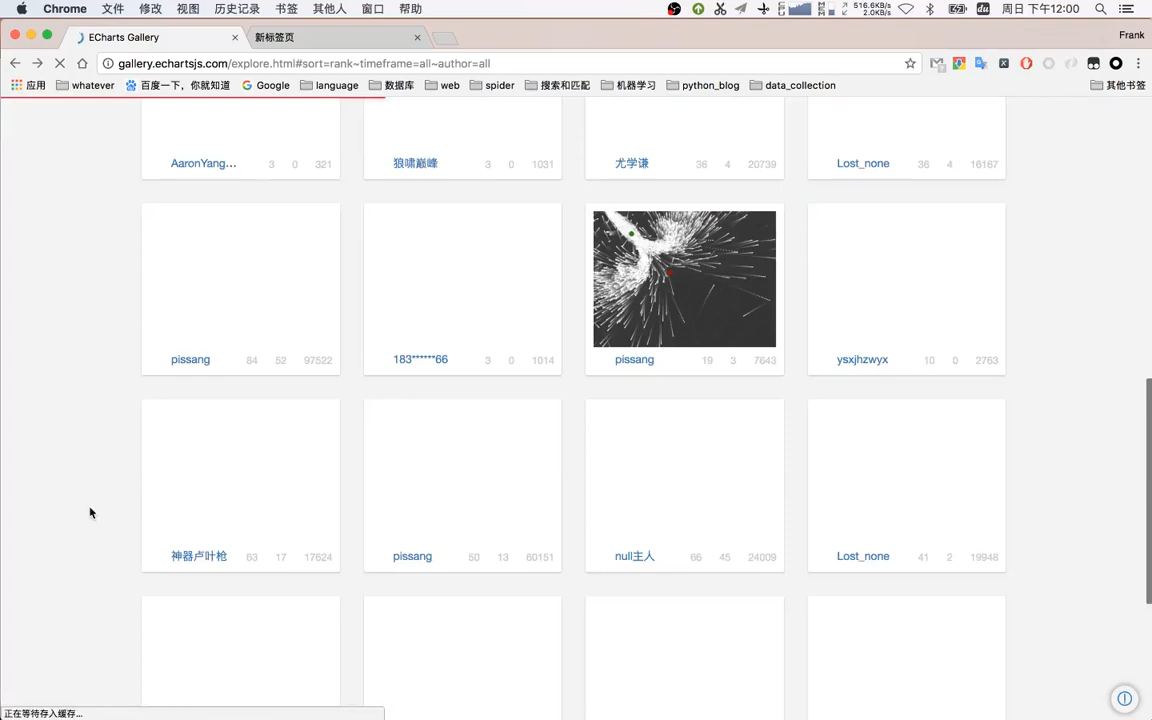 Chrome 文件 修改 视图 历史记录 书签 其他人 窗口 帮助 516.6KB/s 2.0KB/s 周日下午12:00
ECharts Gallery 新标签页 Frank
gallery.echartsjs.com/explore.html#sort=rank~timeframe=all~author=all
应用 whatever 百度一下，你就知道 Google language 数据库 web spider 搜索和匹配 机器学习 python_blog data_collection 其他书签
AaronYang... 3 0 321 狼啸巅峰 3 0 1031 尤学谦 36 4 20739 Lost_none 36 4 16167
pissang 84 52 97522 183******66 3 0 1014 pissang 19 3 7643 ysxjhzwyx 10 0 2763
神器卢叶枪 63 17 17624 pissang 50 13 60151 null主人 66 45 24009 Lost_none 41 2 19948
正在等待存入缓存...